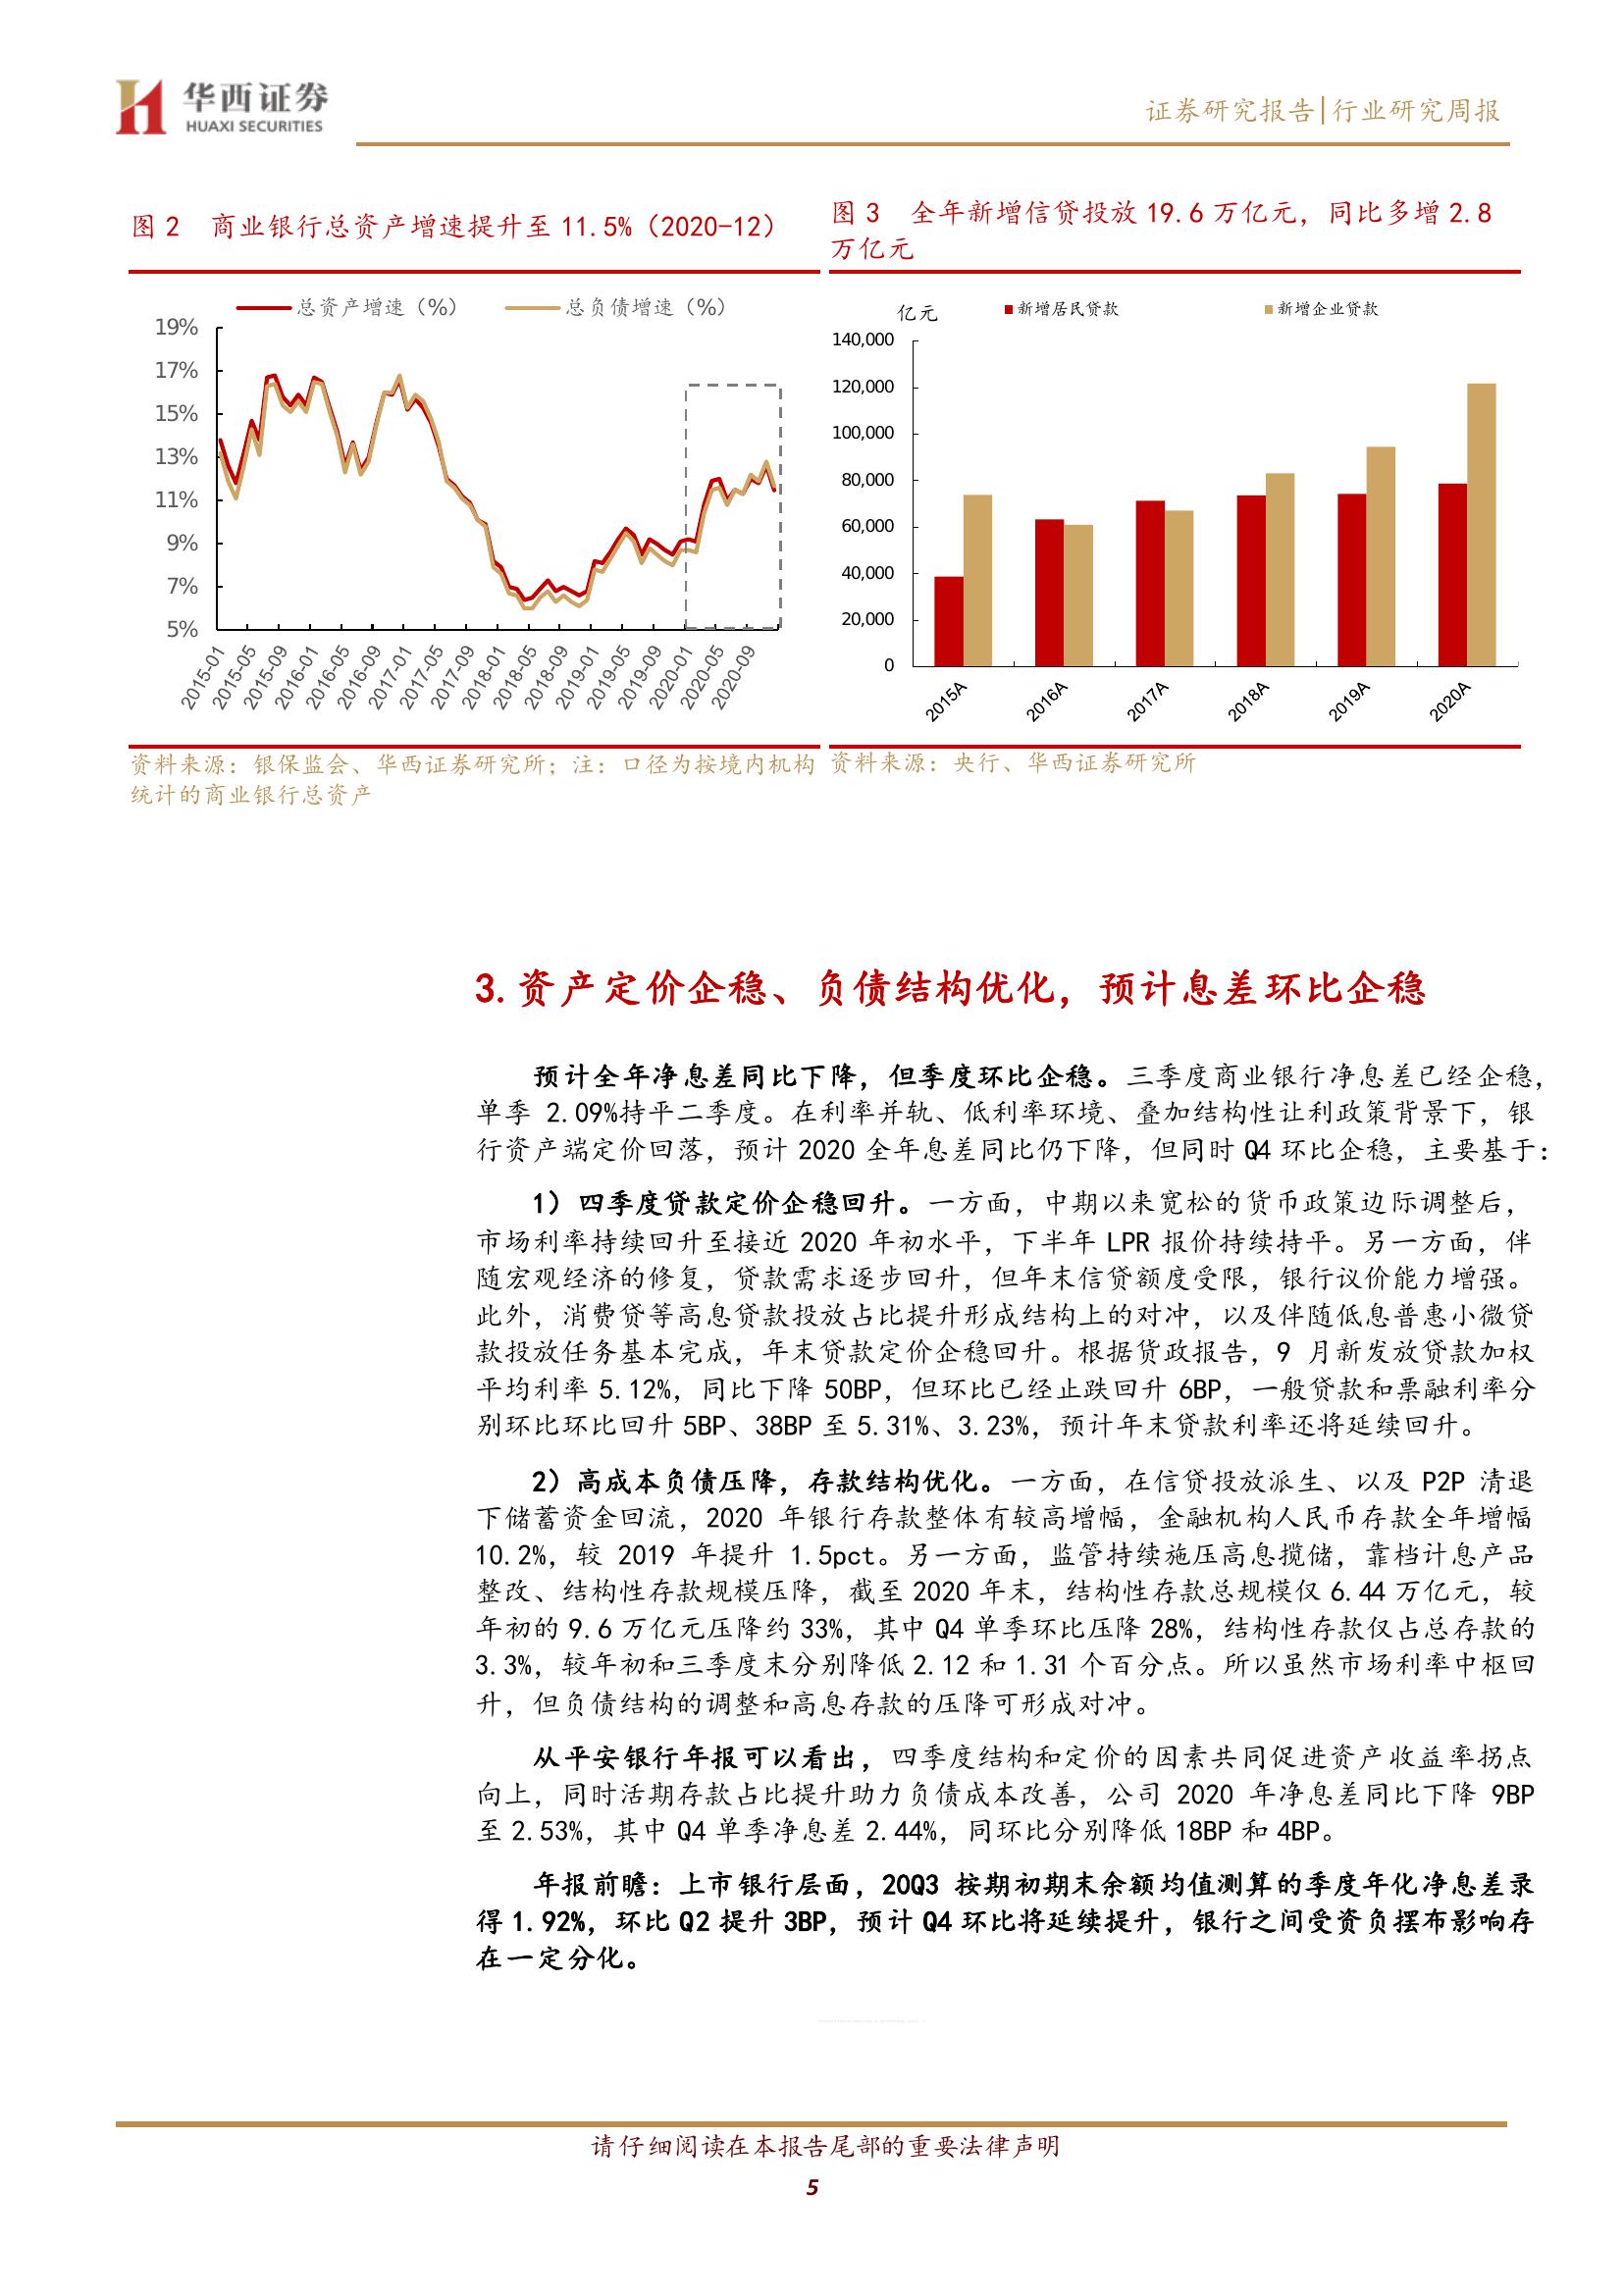 华西证券
HUAXI SECURITIES
证券研究报告|行业研究周报
图 2 商业银行总资产增速提升至 11.5%（2020-12）
总资产增速（%）
总负债增速（%）
19%
17%
15%
13%
11%
9%
7%
5%
2015-01
2015-05
2015-09
2016-01
2016-05
2016-09
2017-01
2017-05
2017-09
2018-01
2018-05
2018-09
2019-01
2019-05
2019-09
2020-01
2020-05
2020-09
资料来源：银保监会、华西证券研究所；注：口径为按境内机构
统计的商业银行总资产
图 3 全年新增信贷投放 19.6 万亿元，同比多增 2.8
万亿元
亿元
新增居民贷款
新增企业贷款
140,000
120,000
100,000
80,000
60,000
40,000
20,000
0
2015A
2016A
2017A
2018A
2019A
2020A
资料来源：央行、华西证券研究所
3.资产定价企稳、负债结构优化，预计息差环比企稳
预计全年净息差同比下降，但季度环比企稳。三季度商业银行净息差已经企稳，
单季 2.09%持平二季度。在利率并轨、低利率环境、叠加结构性让利政策背景下，银
行资产端定价回落，预计 2020 全年息差同比仍下降，但同时 Q4 环比企稳，主要基于：
1）四季度贷款定价企稳回升。一方面，中期以来宽松的货币政策边际调整后，
市场利率持续回升至接近 2020 年初水平，下半年 LPR 报价持续持平。另一方面，伴
随宏观经济的修复，贷款需求逐步回升，但年末信贷额度受限，银行议价能力增强。
此外，消费贷等高息贷款投放占比提升形成结构上的对冲，以及伴随低息普惠小微贷
款投放任务基本完成，年末贷款定价企稳回升。根据货政报告，9 月新发放贷款加权
平均利率 5.12%，同比下降 50BP，但环比已经止跌回升 6BP，一般贷款和票融利率分
别环比环比回升 5BP、38BP 至 5.31%、3.23%，预计年末贷款利率还将延续回升。
2）高成本负债压降，存款结构优化。一方面，在信贷投放派生、以及 P2P 清退
下储蓄资金回流，2020 年银行存款整体有较高增幅，金融机构人民币存款全年增幅
10.2%，较 2019 年提升 1.5pct。另一方面，监管持续施压高息揽储，靠档计息产品
整改、结构性存款规模压降，截至 2020 年末，结构性存款总规模仅 6.44 万亿元，较
年初的 9.6 万亿元压降约 33%，其中 Q4 单季环比压降 28%，结构性存款仅占总存款的
3.3%，较年初和三季度末分别降低 2.12 和 1.31 个百分点。所以虽然市场利率中枢回
升，但负债结构的调整和高息存款的压降可形成对冲。
从平安银行年报可以看出，四季度结构和定价的因素共同促进资产收益率拐点
向上，同时活期存款占比提升助力负债成本改善，公司 2020 年净息差同比下降 9BP
至 2.53%，其中 Q4 单季净息差 2.44%，同环比分别降低 18BP 和 4BP。
年报前瞻：上市银行层面，20Q3 按期初期末余额均值测算的季度年化净息差录
得 1.92%，环比 Q2 提升 3BP，预计 Q4 环比将延续提升，银行之间受资负摆布影响存
在一定分化。
请仔细阅读在本报告尾部的重要法律声明
5